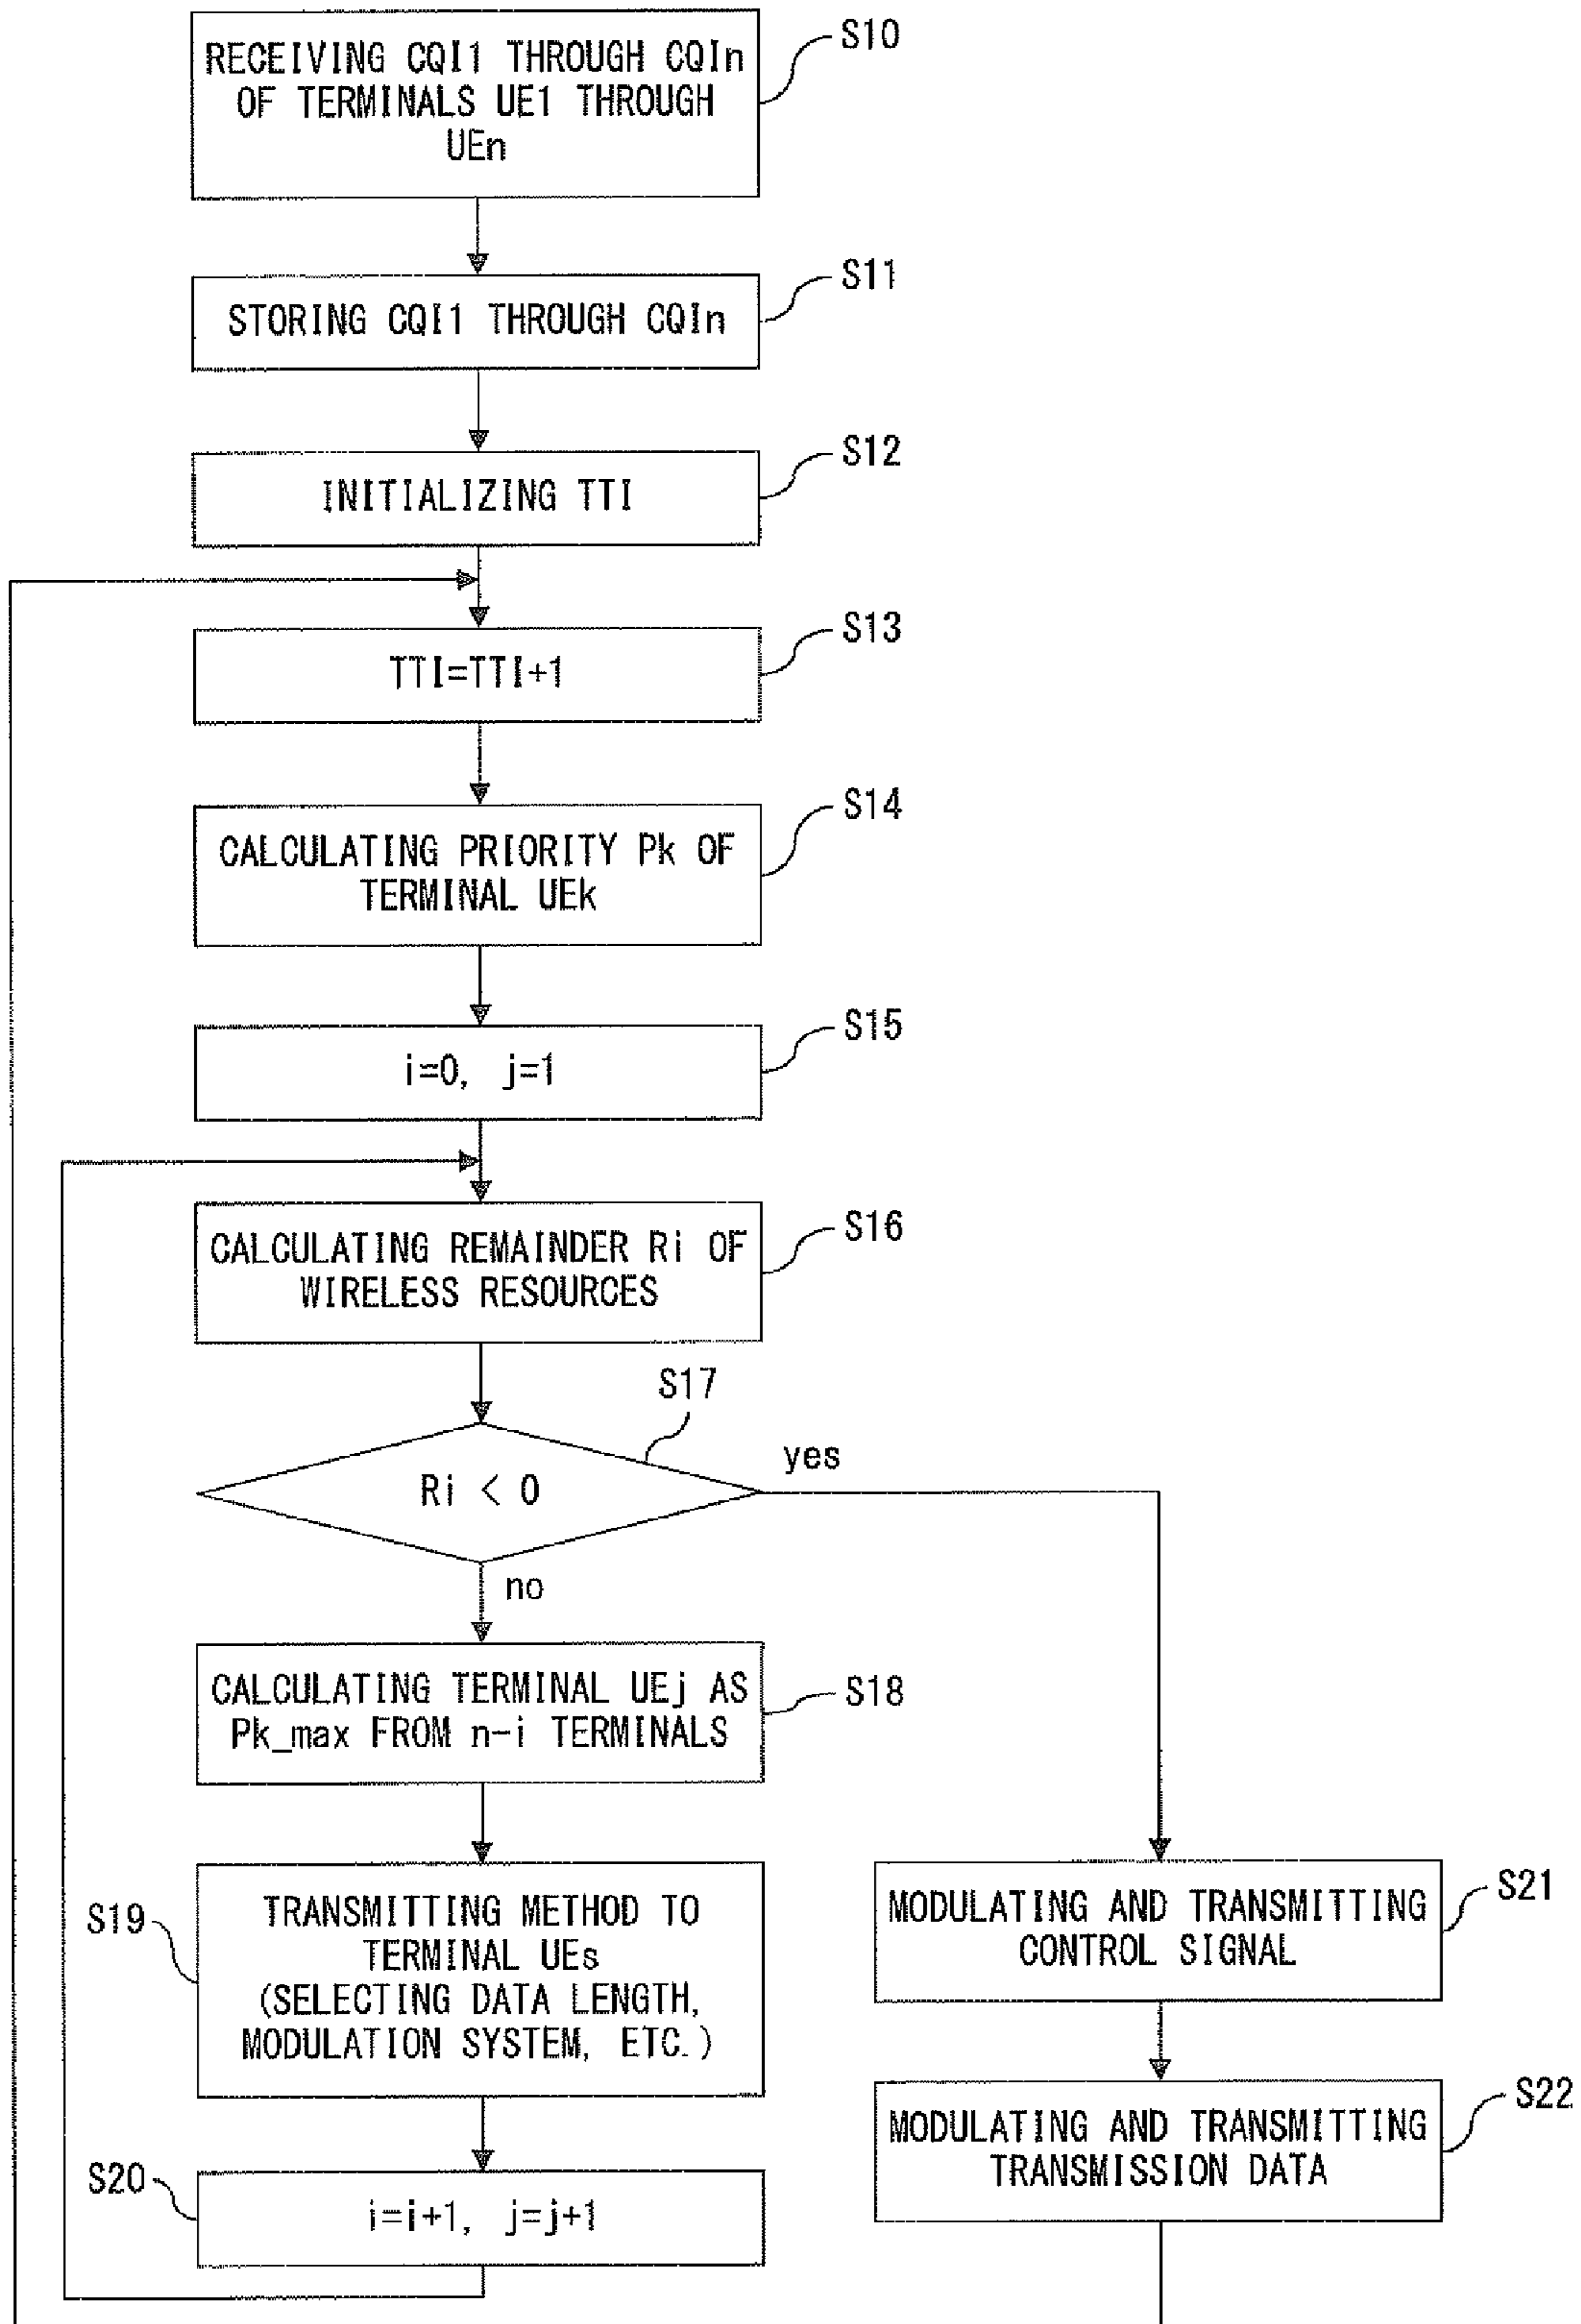 RECEIVING CQI1 THROUGH CQIn
OF TERMINALS UE1 THROUGH
UEn
S10
STORING CQI1 THROUGH CQIn
S11
INITIALIZING TTI
S12
TTI=TTI+1
S13
CALCULATING PRIORITY Pk OF
TERMINAL UEk
S14
i=0, j=1
S15
CALCULATING REMAINDER Ri OF
WIRELESS RESOURCES
S16
S17
Ri < 0
yes
no
CALCULATING TERMINAL UEj AS
Pk_max FROM n-i TERMINALS
S18
S19
TRANSMITTING METHOD TO
TERMINAL UEs
(SELECTING DATA LENGTH,
MODULATION SYSTEM, ETC.)
S20
i=i+1, j=j+1
MODULATING AND TRANSMITTING
CONTROL SIGNAL
S21
MODULATING AND TRANSMITTING
TRANSMISSION DATA
S22